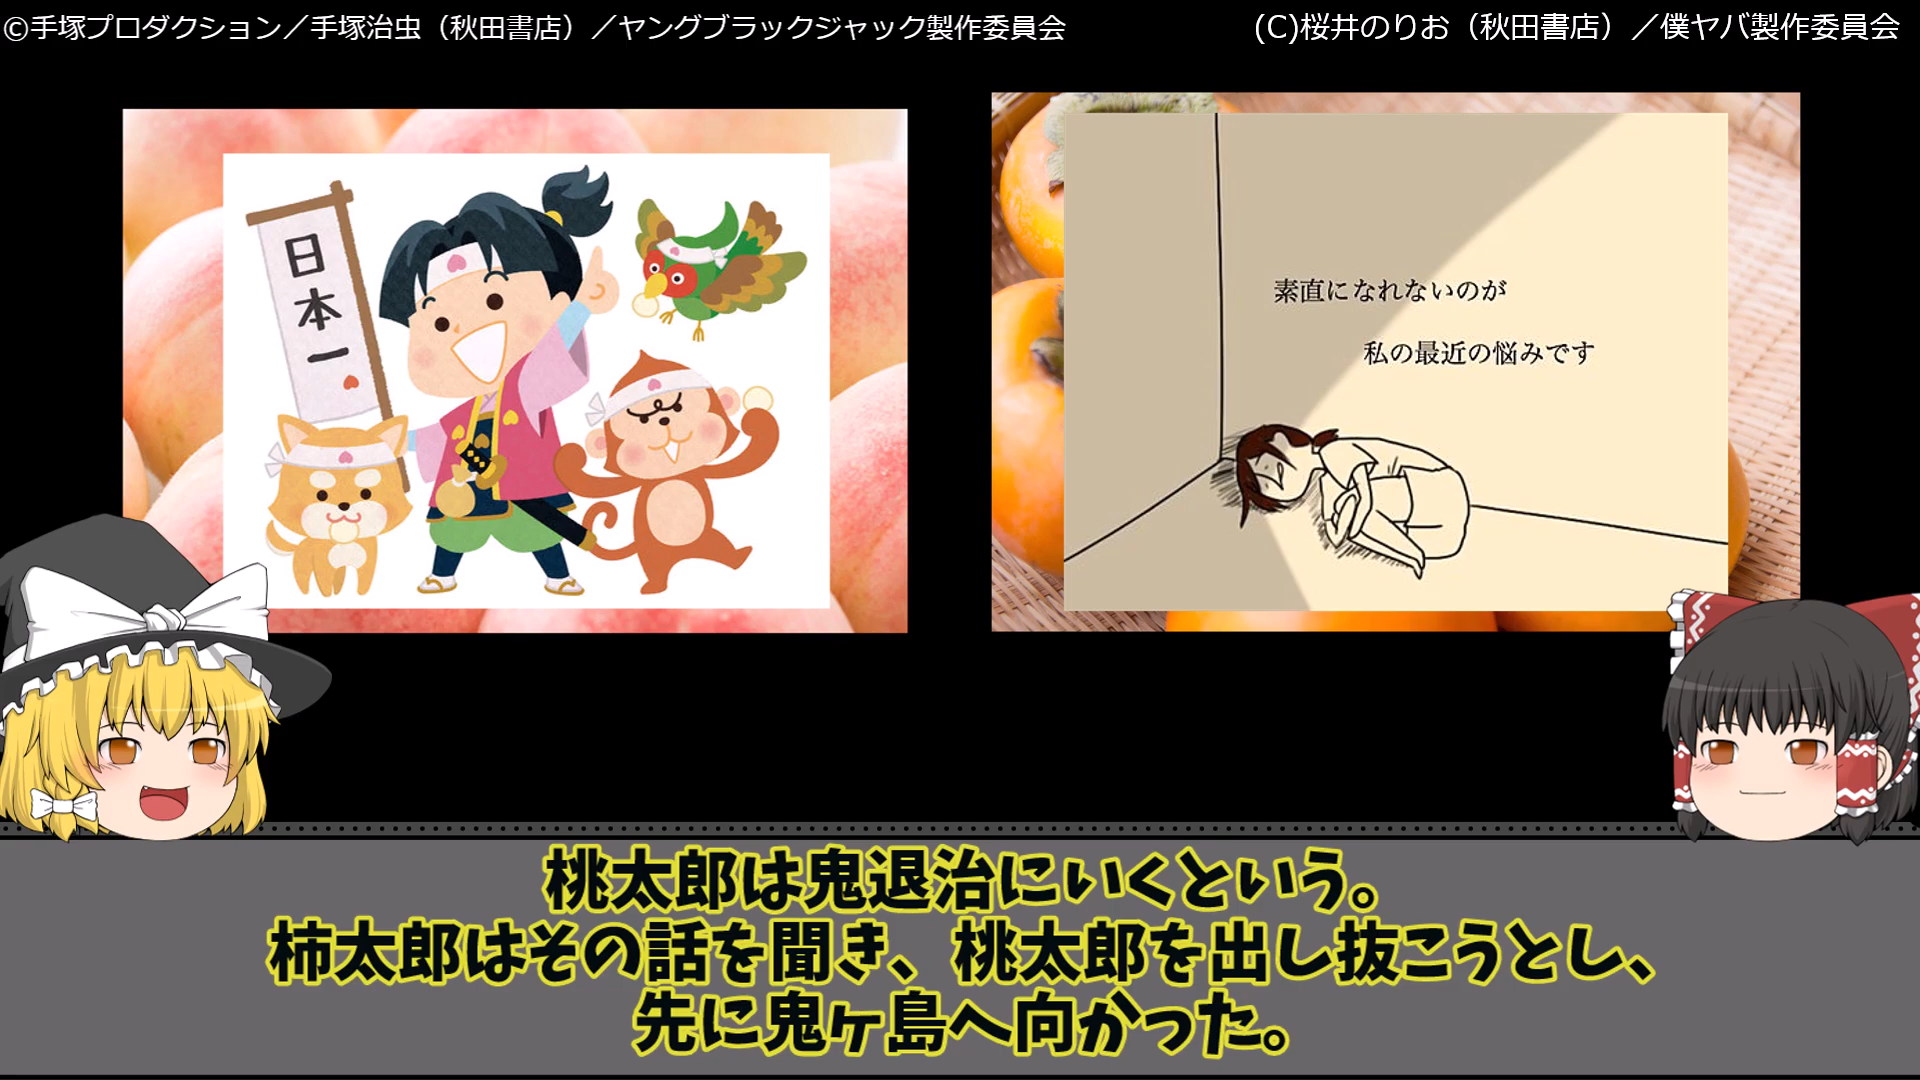 ©手塚プロダクション／手塚治虫（秋田書店）／ヤングブラックジャック製作委員会
(C)桜井のりお（秋田書店）／僕ヤバ製作委員会
日本一
素直になれないのが
私の最近の悩みです
桃太郎は鬼退治にいくという。
柿太郎はその話を聞き、桃太郎を出し抜こうとし、
先に鬼ヶ島へ向かった。